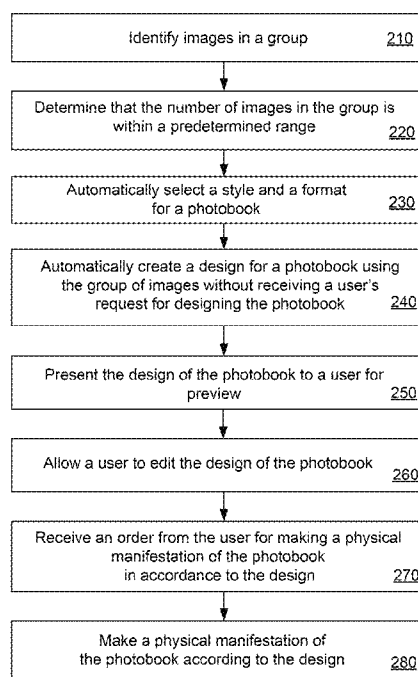 Identify images in a group
210
Determine that the number of images in the group is
within a predetermined range
220
Automatically select a style and a format
for a photobook
230
Automatically create a design for a photobook using
the group of images without receiving a user's
request for designing the photobook
240
Present the design of the photobook to a user for
preview
250
Allow a user to edit the design of the photobook
260
Receive an order from the user for making a physical
manifestation of the photobook
in accordance to the design
270
Make a physical manifestation of
the photobook according to the design
280